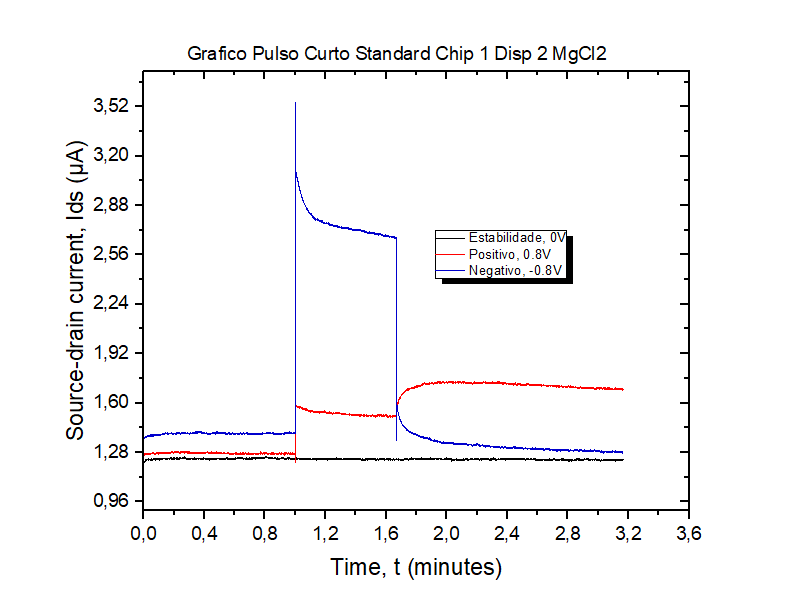 Grafico Pulso Curto Standard Chip 1 Disp 2 MgCl2
Source-drain current, Ids (µA)
3,52
3,20
2,88
2,56
2,24
1,92
1,60
1,28
0,96
Estabilidade, 0V
Positivo, 0.8V
Negativo, -0.8V
0,0 0,4 0,8 1,2 1,6 2,0 2,4 2,8 3,2 3,6
Time, t (minutes)